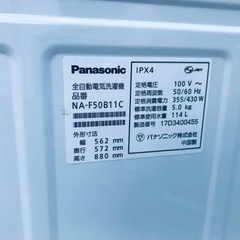 Panasonic
全自動電気洗濯機
品番
NA-F50B11C
外形寸法
幅 562 mm
奥行 572 mm
高さ 880 mm
IPX4
JET
定格電圧 100 V～
定格周波数 50/60 Hz
定格消費電力 355/430 W
標準洗濯容量 5.0 kg
標準水量 114 L
製造番号 17D3400455
パナソニック株式会社
中国製